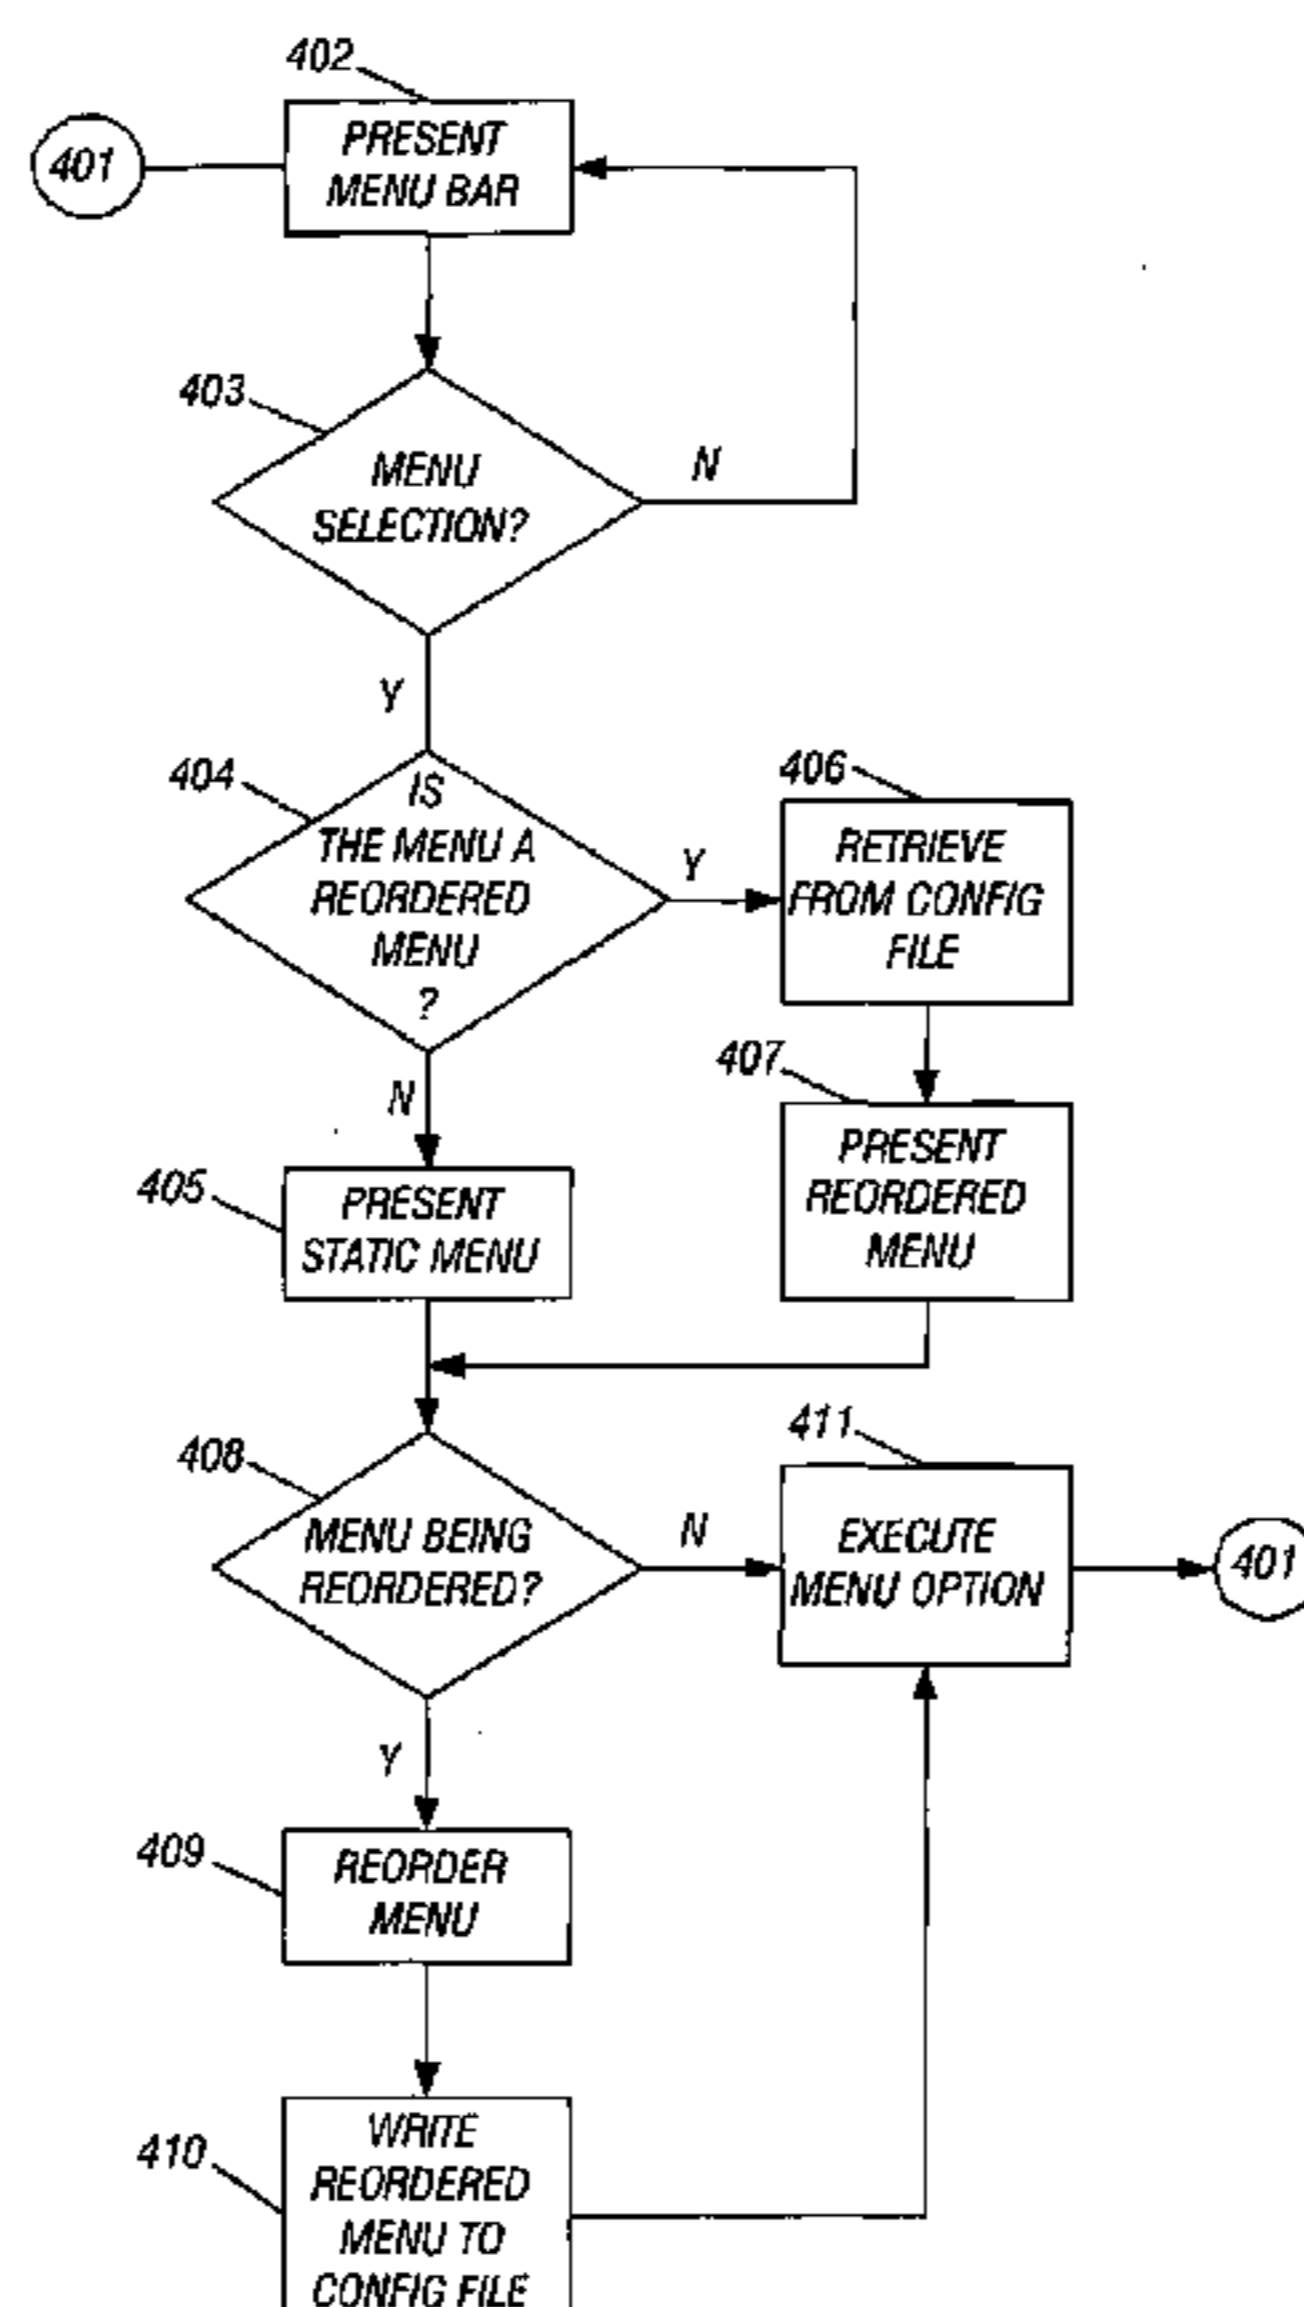 402
401
PRESENT
MENU BAR
403
MENU
SELECTION?
N
Y
404
IS
THE MENU A
REORDERED
MENU
?
Y
406
RETRIEVE
FROM CONFIG
FILE
N
407
PRESENT
REORDERED
MENU
405
PRESENT
STATIC MENU
408
MENU BEING
REORDERED?
N
411
EXECUTE
MENU OPTION
401
Y
409
REORDER
MENU
410
WRITE
REORDERED
MENU TO
CONFIG FILE